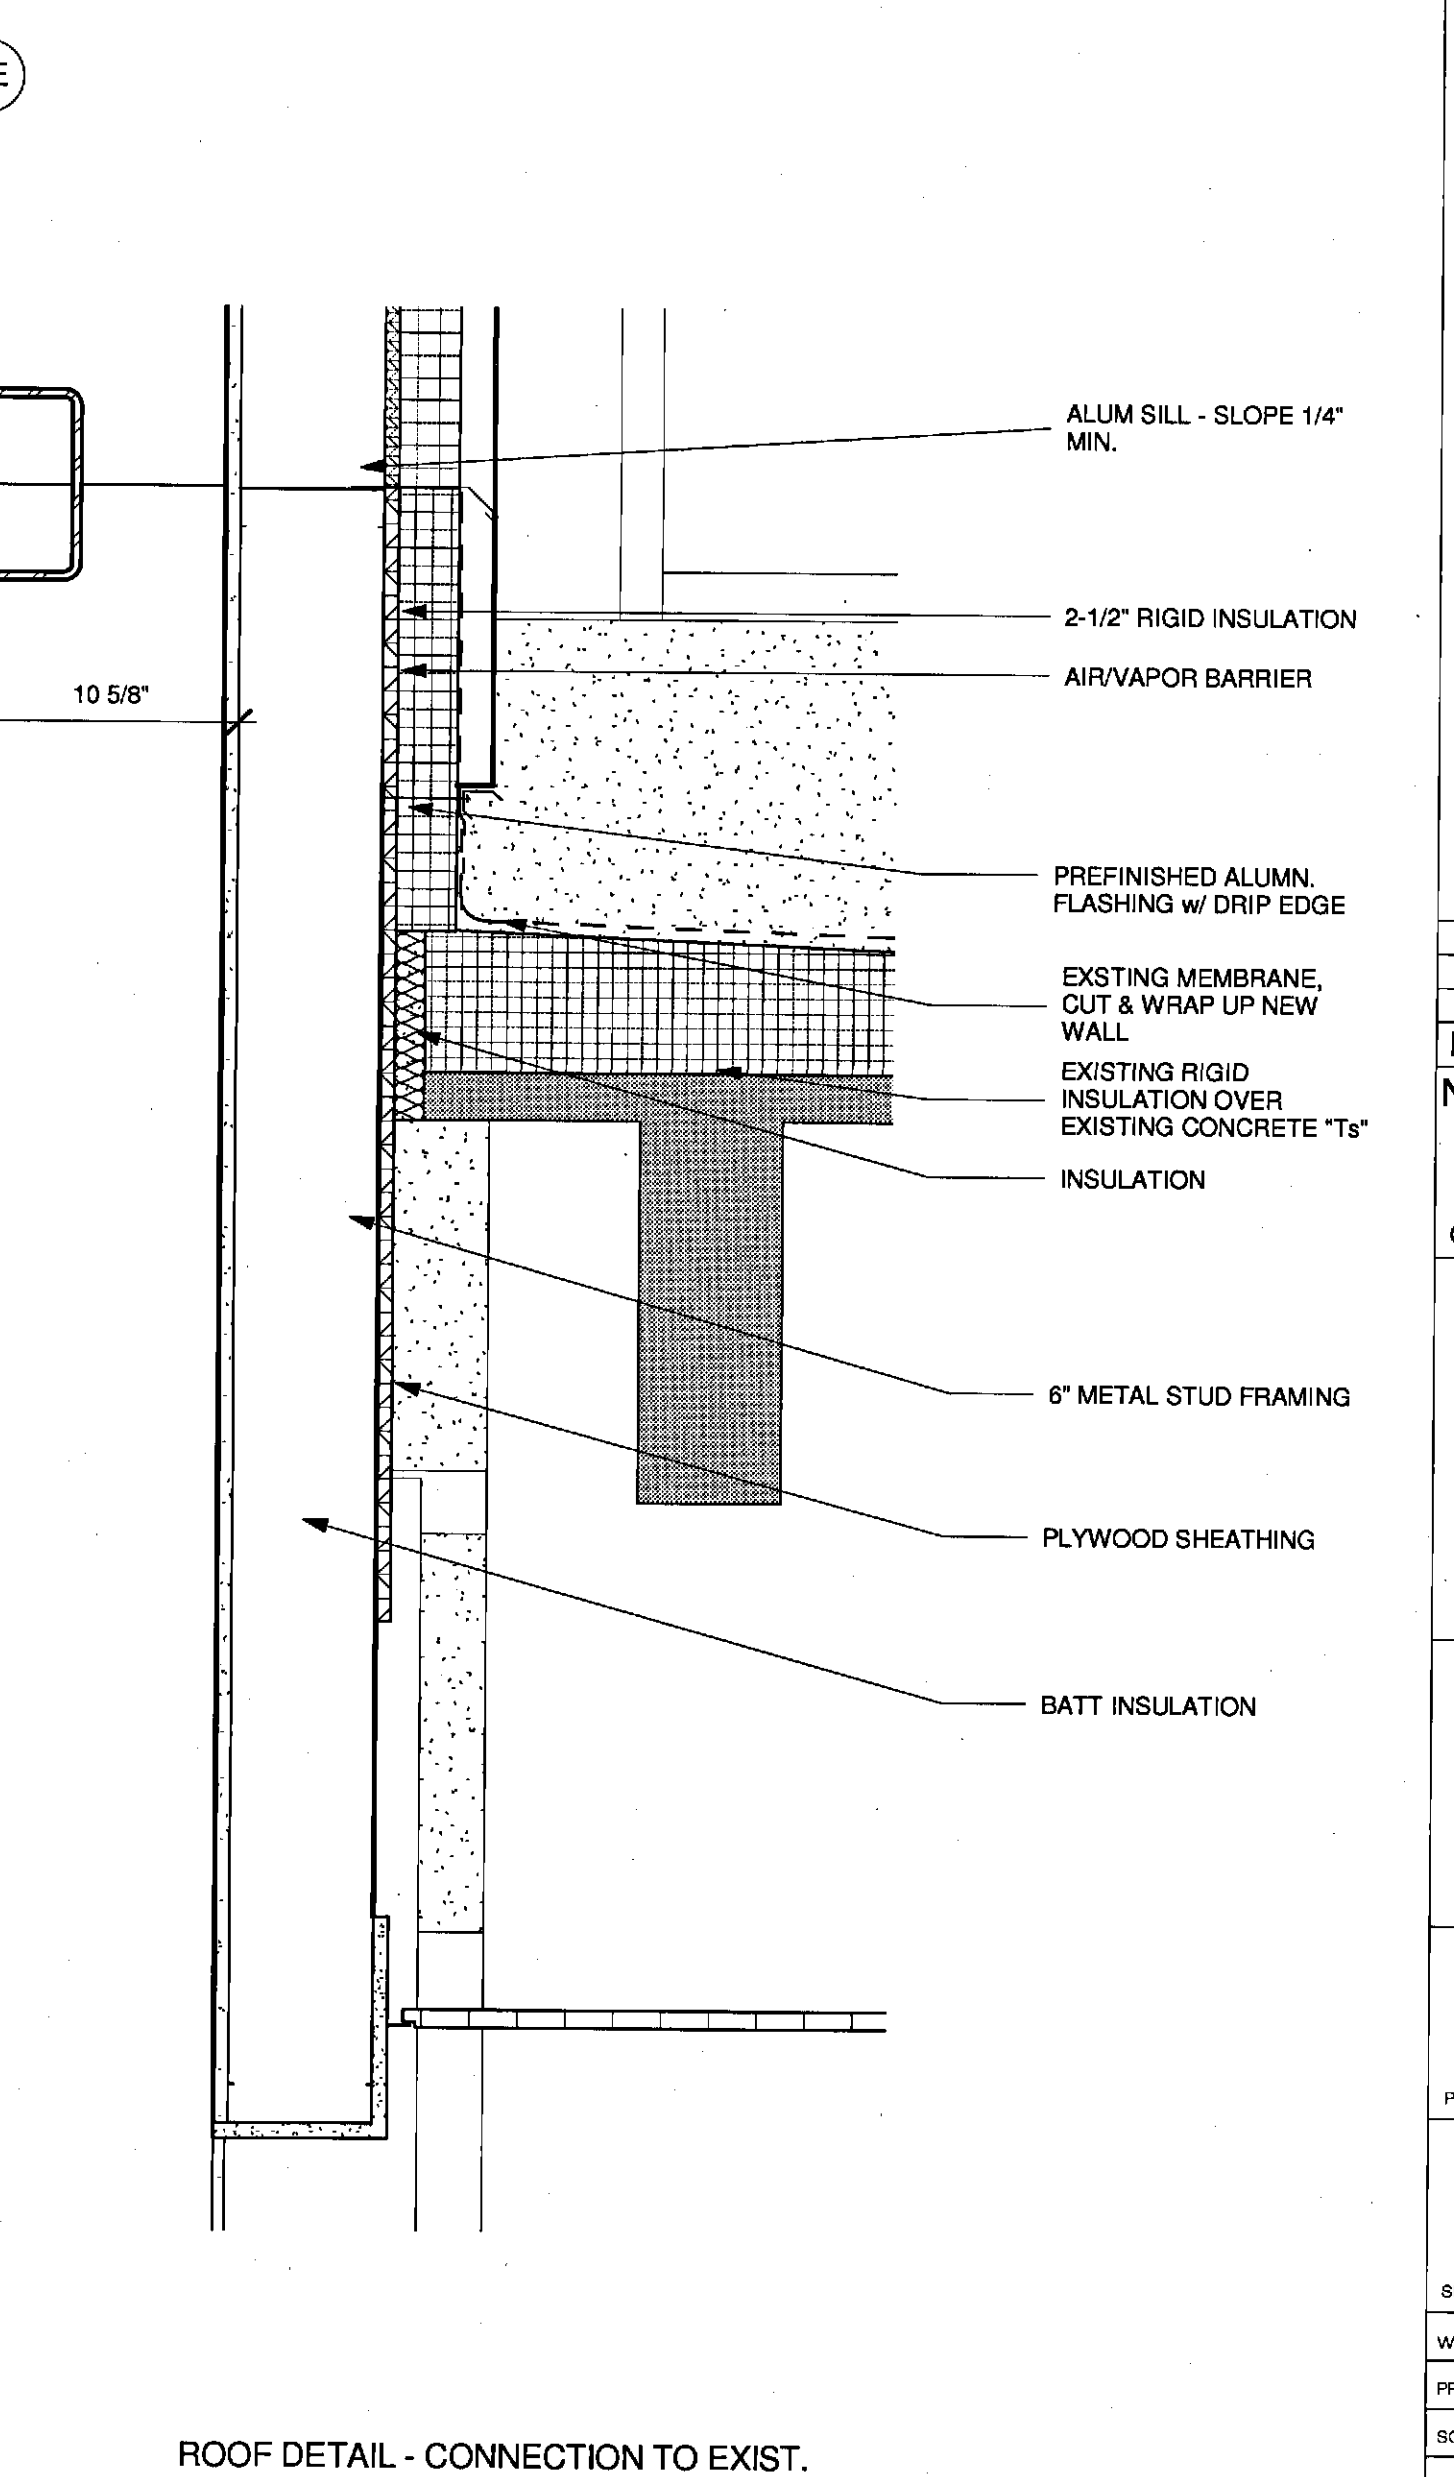 E
ALUM SILL - SLOPE 1/4"
MIN.
2-1/2" RIGID INSULATION
AIR/VAPOR BARRIER
10 5/8"
PREFINISHED ALUMN.
FLASHING w/ DRIP EDGE
EXSTING MEMBRANE,
CUT & WRAP UP NEW
WALL
EXISTING RIGID
INSULATION OVER
EXISTING CONCRETE "Ts"
INSULATION
6" METAL STUD FRAMING
PLYWOOD SHEATHING
BATT INSULATION
ROOF DETAIL - CONNECTION TO EXIST.